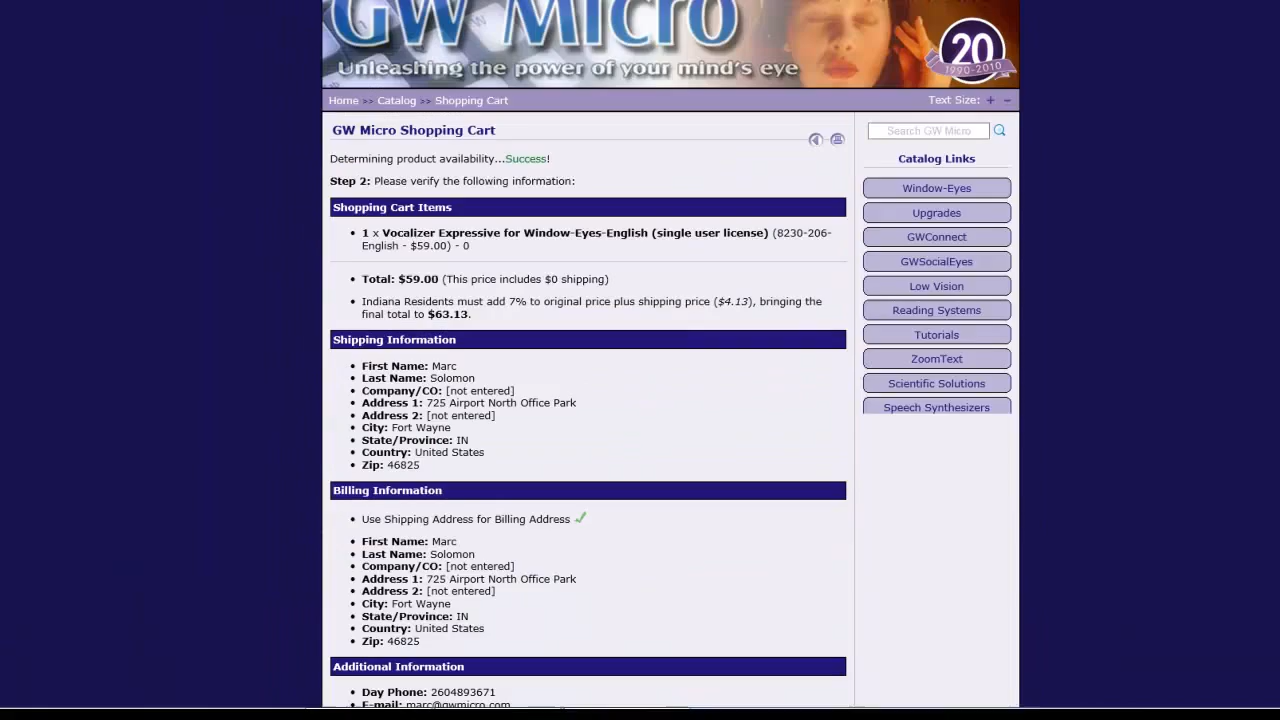 GW Micro
Unleashing the power of your mind's eye
20
1990-2010
Home >> Catalog >> Shopping Cart
Text Size: + −
GW Micro Shopping Cart
Search GW Micro
Determining product availability...Success!
Catalog Links
Step 2: Please verify the following information:
Window-Eyes
Shopping Cart Items
Upgrades
• 1 x Vocalizer Expressive for Window-Eyes-English (single user license) (8230-206-
English - $59.00) - 0
GWConnect
GWSocialEyes
• Total: $59.00 (This price includes $0 shipping)
Low Vision
• Indiana Residents must add 7% to original price plus shipping price ($4.13), bringing the
final total to $63.13.
Reading Systems
Shipping Information
Tutorials
ZoomText
• First Name: Marc
• Last Name: Solomon
Scientific Solutions
• Company/CO: [not entered]
• Address 1: 725 Airport North Office Park
Speech Synthesizers
• Address 2: [not entered]
• City: Fort Wayne
• State/Province: IN
• Country: United States
• Zip: 46825
Billing Information
• Use Shipping Address for Billing Address
• First Name: Marc
• Last Name: Solomon
• Company/CO: [not entered]
• Address 1: 725 Airport North Office Park
• Address 2: [not entered]
• City: Fort Wayne
• State/Province: IN
• Country: United States
• Zip: 46825
Additional Information
• Day Phone: 2604893671
• E-mail: marc@gwmicro.com